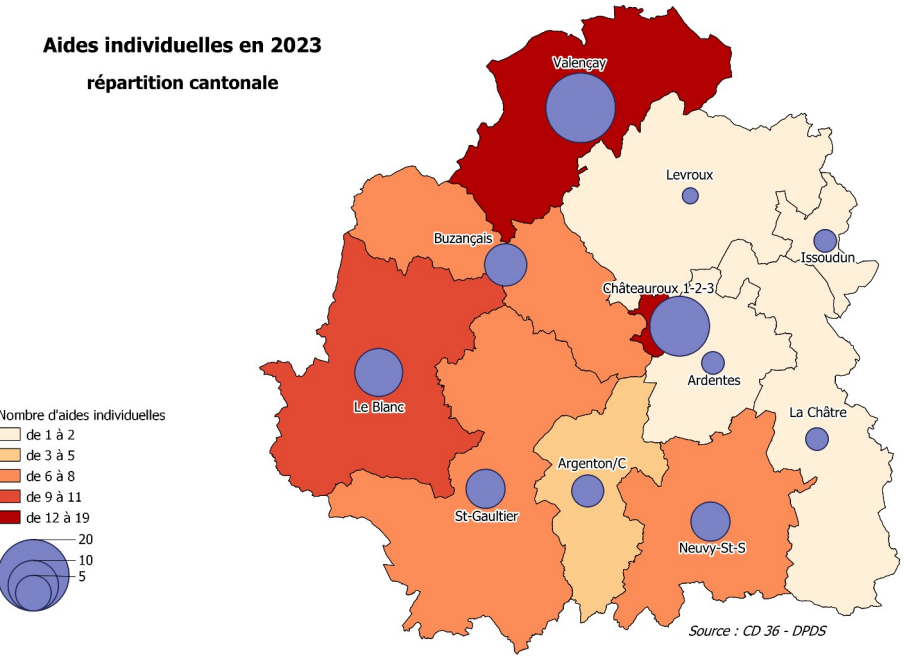 Aides individuelles en 2023
répartition cantonale
Valençay
Levroux
Buzançais
Issoudun
Châteauroux 1-2-3
Ardentes
Le Blanc
La Châtre
Argenton/C
St-Gaultier
Neuvy-St-S
Nombre d'aides individuelles
de 1 à 2
de 3 à 5
de 6 à 8
de 9 à 11
de 12 à 19
20
10
5
Source : CD 36 - DPDS